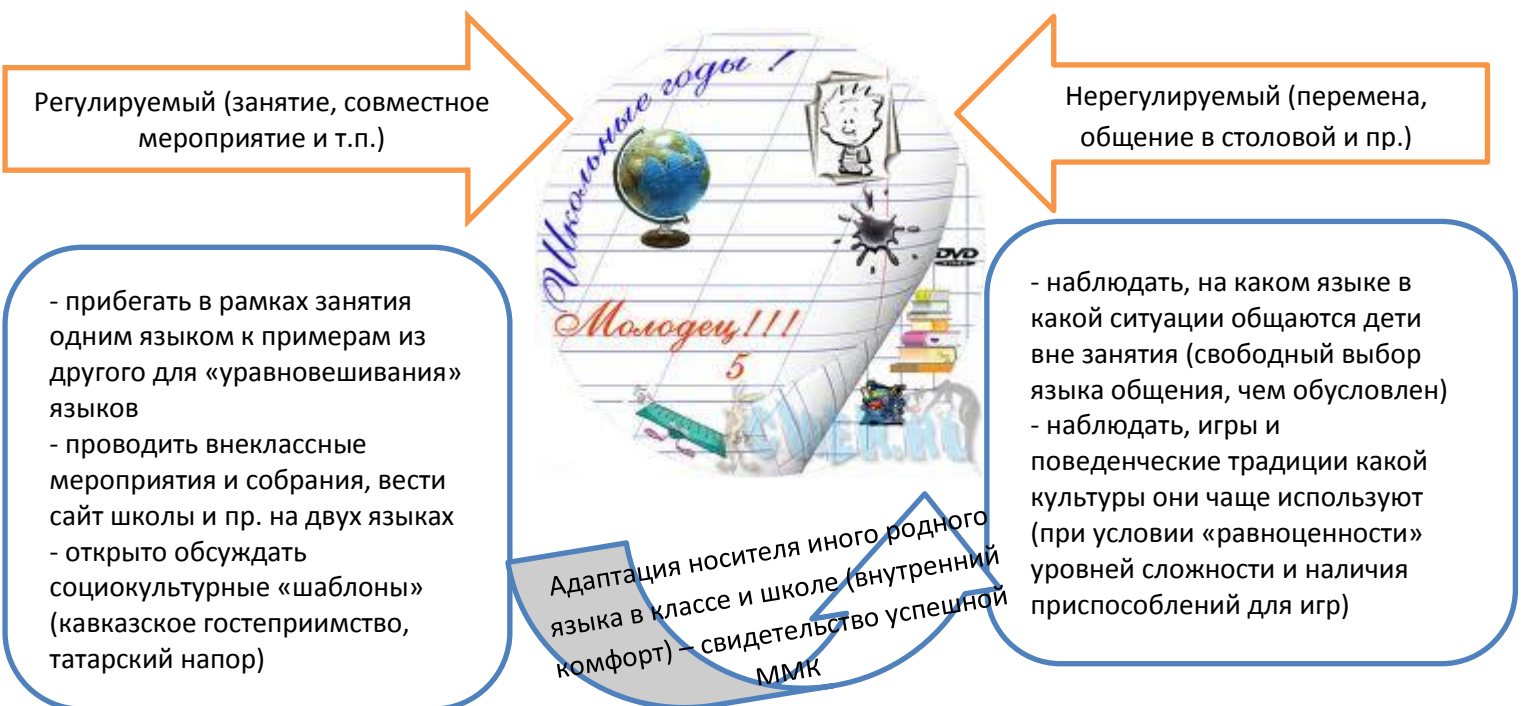 Регулируемый (занятие, совместное
мероприятие и т.п.)
Школьные годы !
Молодец!!!
5
DVD
VIDEO
Нерегулируемый (перемена,
общение в столовой и пр.)
- прибегать в рамках занятия
одним языком к примерам из
другого для «уравновешивания»
языков
- проводить внеклассные
мероприятия и собрания, вести
сайт школы и пр. на двух языках
- открыто обсуждать
социокультурные «шаблоны»
(кавказское гостеприимство,
татарский напор)
- наблюдать, на каком языке в
какой ситуации общаются дети
вне занятия (свободный выбор
языка общения, чем обусловлен)
- наблюдать, игры и
поведенческие традиции какой
культуры они чаще используют
(при условии «равноценности»
уровней сложности и наличия
приспособлений для игр)
Адаптация носителя иного родного
языка в классе и школе (внутренний
комфорт) – свидетельство успешной
ММК